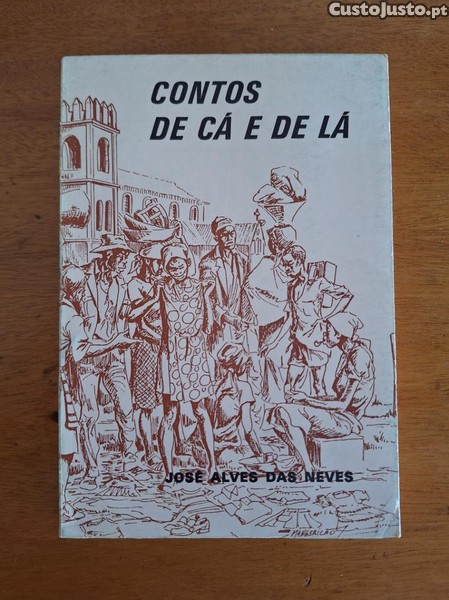 CustoJusto.pt
CONTOS
DE CÁ E DE LÁ
JOSÉ ALVES DAS NEVES